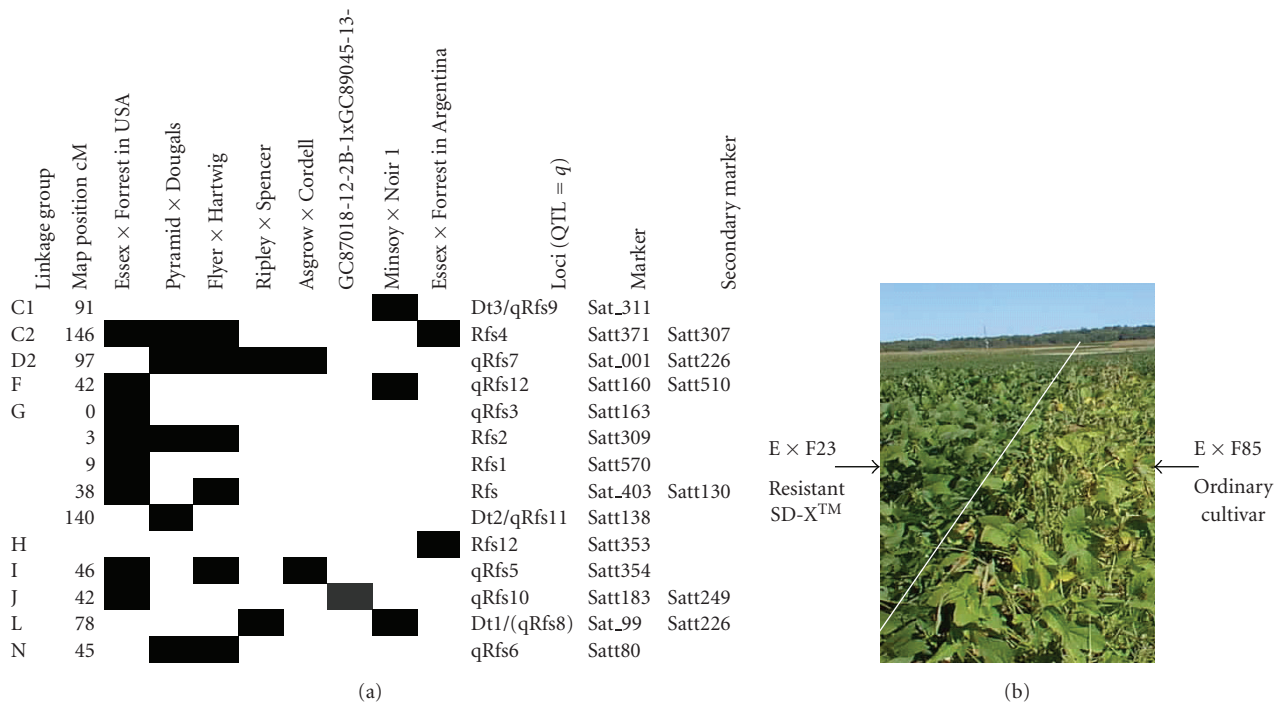 Linkage group
Map position cM
Essex × Forrest in USA
Pyramid × Dougals
Flyer × Hartwig
Ripley × Spencer
Asgrow × Cordell
GC87018-12-2B-1xGC89045-13-
Minsoy × Noir 1
Essex × Forrest in Argentina
Loci (QTL = q)
Marker
Secondary marker
C1 91 Dt3/qRfs9 Sat_311
C2 146 Rfs4 Satt371 Satt307
D2 97 qRfs7 Sat_001 Satt226
F 42 qRfs12 Satt160 Satt510
G 0 qRfs3 Satt163
3 Rfs2 Satt309
9 Rfs1 Satt570
38 Rfs Sat_403 Satt130
140 Dt2/qRfs11 Satt138
H Rfs12 Satt353
I 46 qRfs5 Satt354
J 42 qRfs10 Satt183 Satt249
L 78 Dt1/(qRfs8) Sat_99 Satt226
N 45 qRfs6 Satt80
(a)
E × F23
Resistant
SD-X™
E × F85
Ordinary
cultivar
(b)